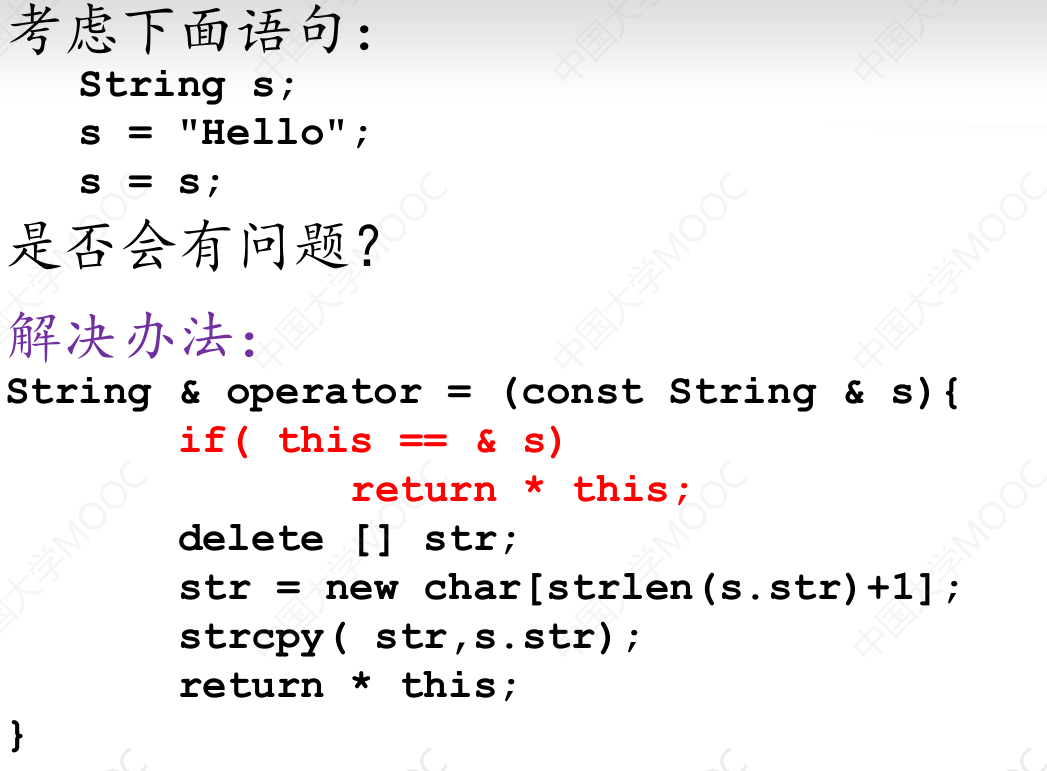 考虑下面语句：
String s;
s = "Hello";
s = s;
是否会有问题？
解决办法：
String & operator = (const String & s){
if( this == & s)
return * this;
delete [] str;
str = new char[strlen(s.str)+1];
strcpy( str,s.str);
return * this;
}
中国大学MOOC